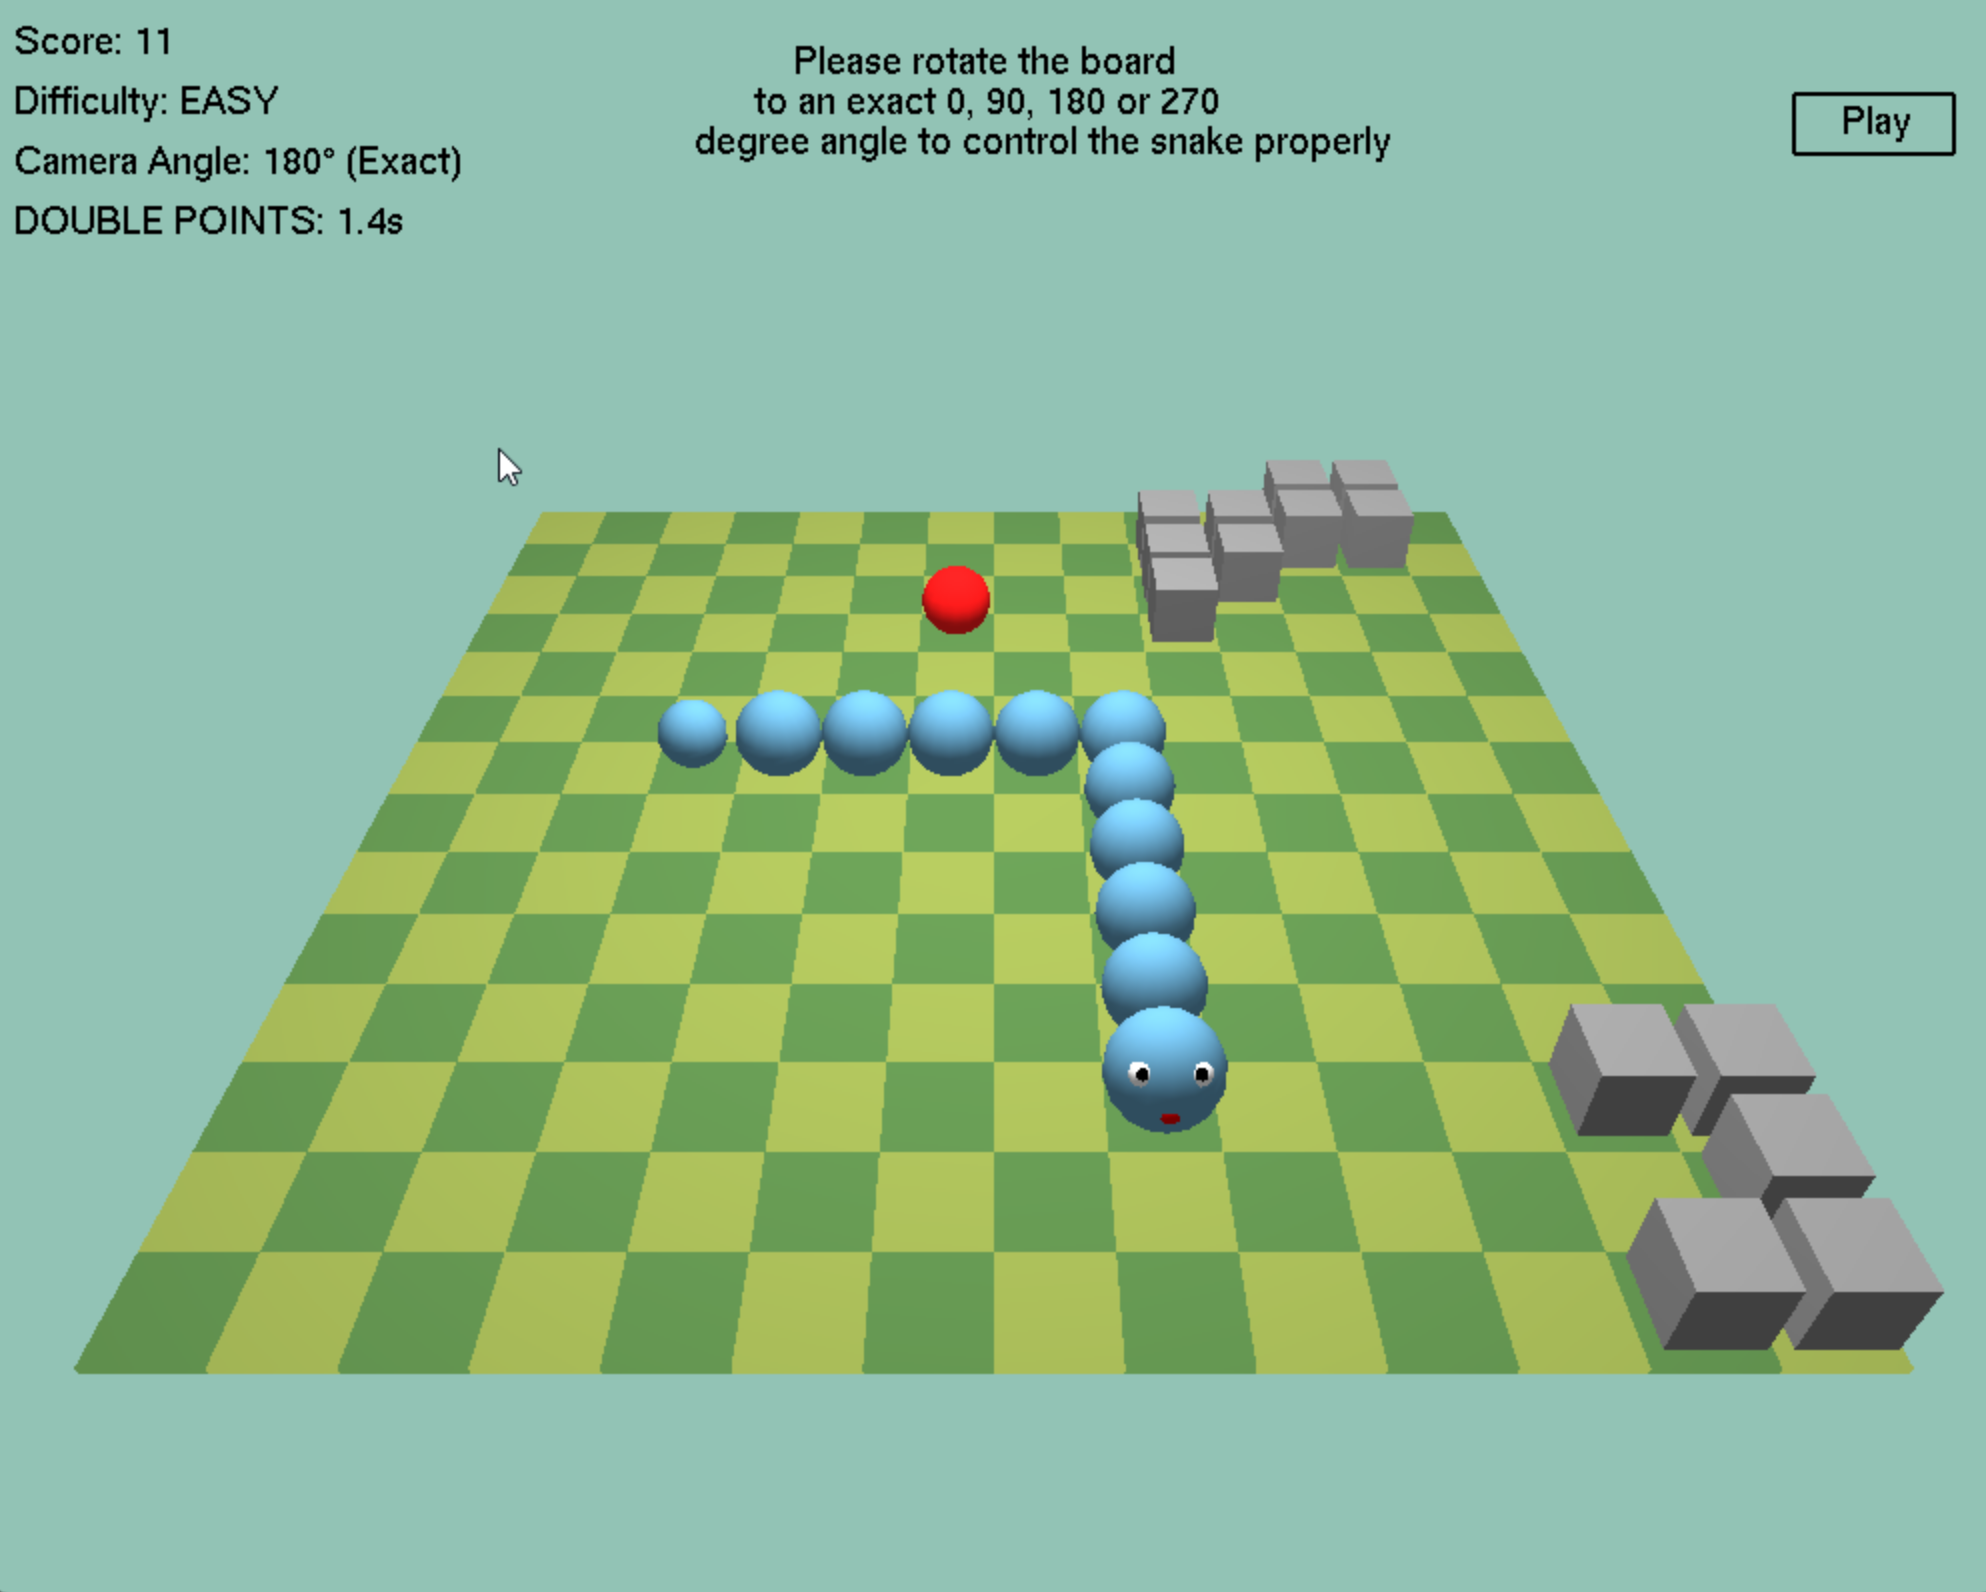 Score: 11
Difficulty: EASY
Camera Angle: 180° (Exact)
DOUBLE POINTS: 1.4s
Please rotate the board
to an exact 0, 90, 180 or 270
degree angle to control the snake properly
Play